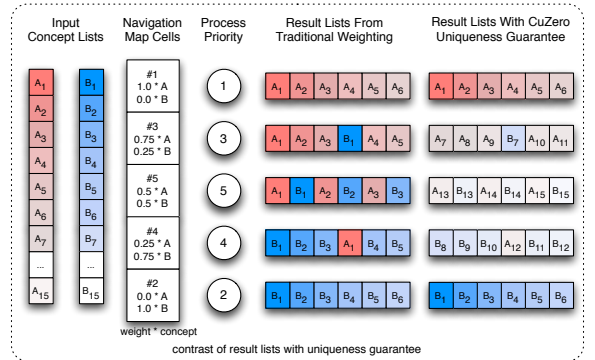 Input
Concept Lists
Navigation
Map Cells
Process
Priority
Result Lists From
Traditional Weighting
Result Lists With CuZero
Uniqueness Guarantee
A1
A2
A3
A4
A5
A6
A7
...
A15
B1
B2
B3
B4
B5
B6
B7
...
B15
#1
1.0 * A
0.0 * B
#3
0.75 * A
0.25 * B
#5
0.5 * A
0.5 * B
#4
0.25 * A
0.75 * B
#2
0.0 * A
1.0 * B
weight * concept
1
3
5
4
2
A1 A2 A3 A4 A5 A6
A1 A2 A3 B1 A4 A5
A1 B1 A2 B2 A3 B3
B1 B2 B3 A1 B4 B5
B1 B2 B3 B4 B5 B6
A1 A2 A3 A4 A5 A6
A7 A8 A9 B7 A10 A11
A13 B13 A14 B14 A15 B15
B8 B9 B10 A12 B11 B12
B1 B2 B3 B4 B5 B6
contrast of result lists with uniqueness guarantee